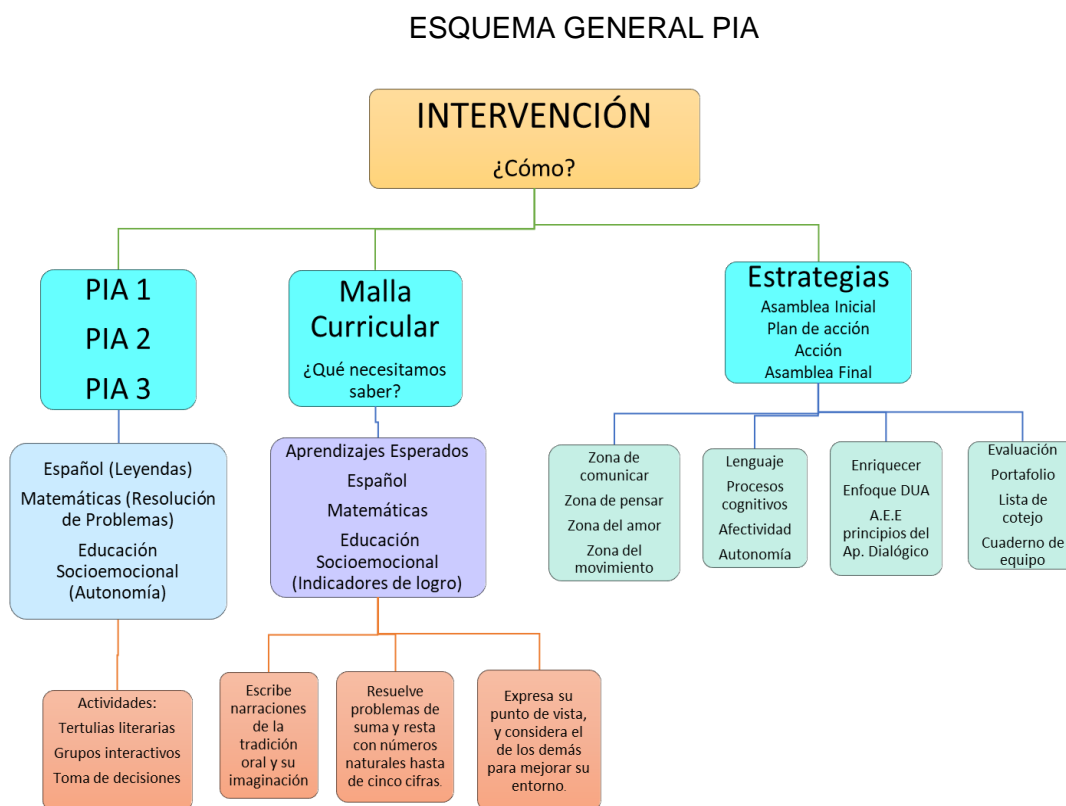 ESQUEMA GENERAL PIA
INTERVENCIÓN
¿Cómo?
PIA 1
PIA 2
PIA 3
Malla
Curricular
¿Qué necesitamos
saber?
Estrategias
Asamblea Inicial
Plan de acción
Acción
Asamblea Final
Español (Leyendas)
Matemáticas (Resolución
de Problemas)
Educación
Socioemocional
(Autonomía)
Aprendizajes Esperados
Español
Matemáticas
Educación
Socioemocional
(Indicadores de logro)
Zona de
comunicar
Zona de pensar
Zona del amor
Zona del
movimiento
Lenguaje
Procesos
cognitivos
Afectividad
Autonomía
Enriquecer
Enfoque DUA
A.E.E
principios del
Ap. Dialógico
Evaluación
Portafolio
Lista de
cotejo
Cuaderno de
equipo
Actividades:
Tertulias literarias
Grupos interactivos
Toma de decisiones
Escribe
narraciones
de la
tradición
oral y su
imaginación
Resuelve
problemas de
suma y resta
con números
naturales hasta
de cinco cifras.
Expresa su
punto de vista,
y considera el
de los demás
para mejorar su
entorno.